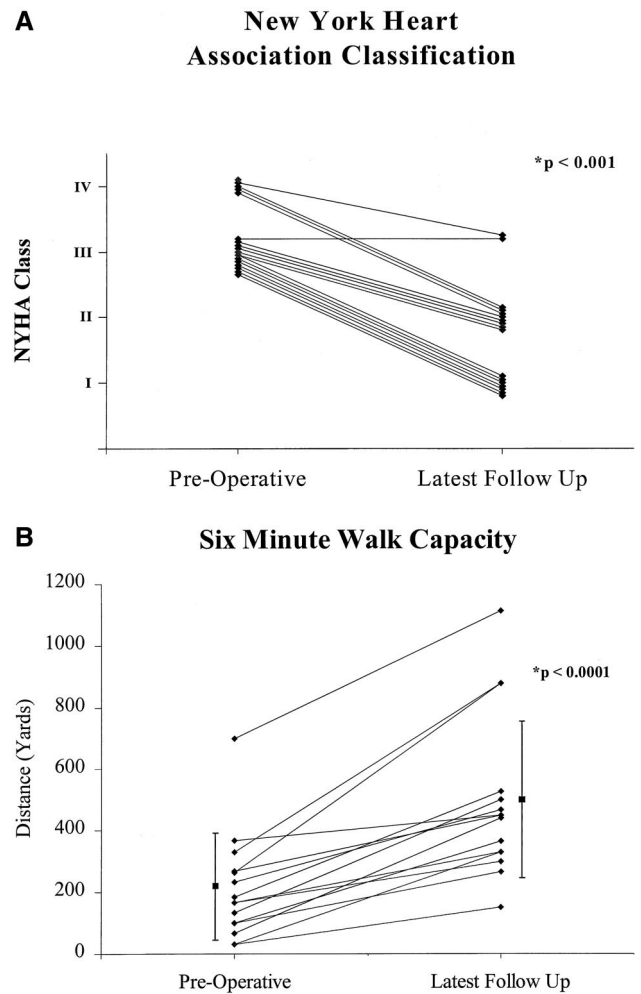 A
New York Heart
Association Classification
*p < 0.001
NYHA Class
IV
III
II
I
Pre-Operative
Latest Follow Up
B
Six Minute Walk Capacity
*p < 0.0001
Distance (Yards)
1200
1000
800
600
400
200
0
Pre-Operative
Latest Follow Up